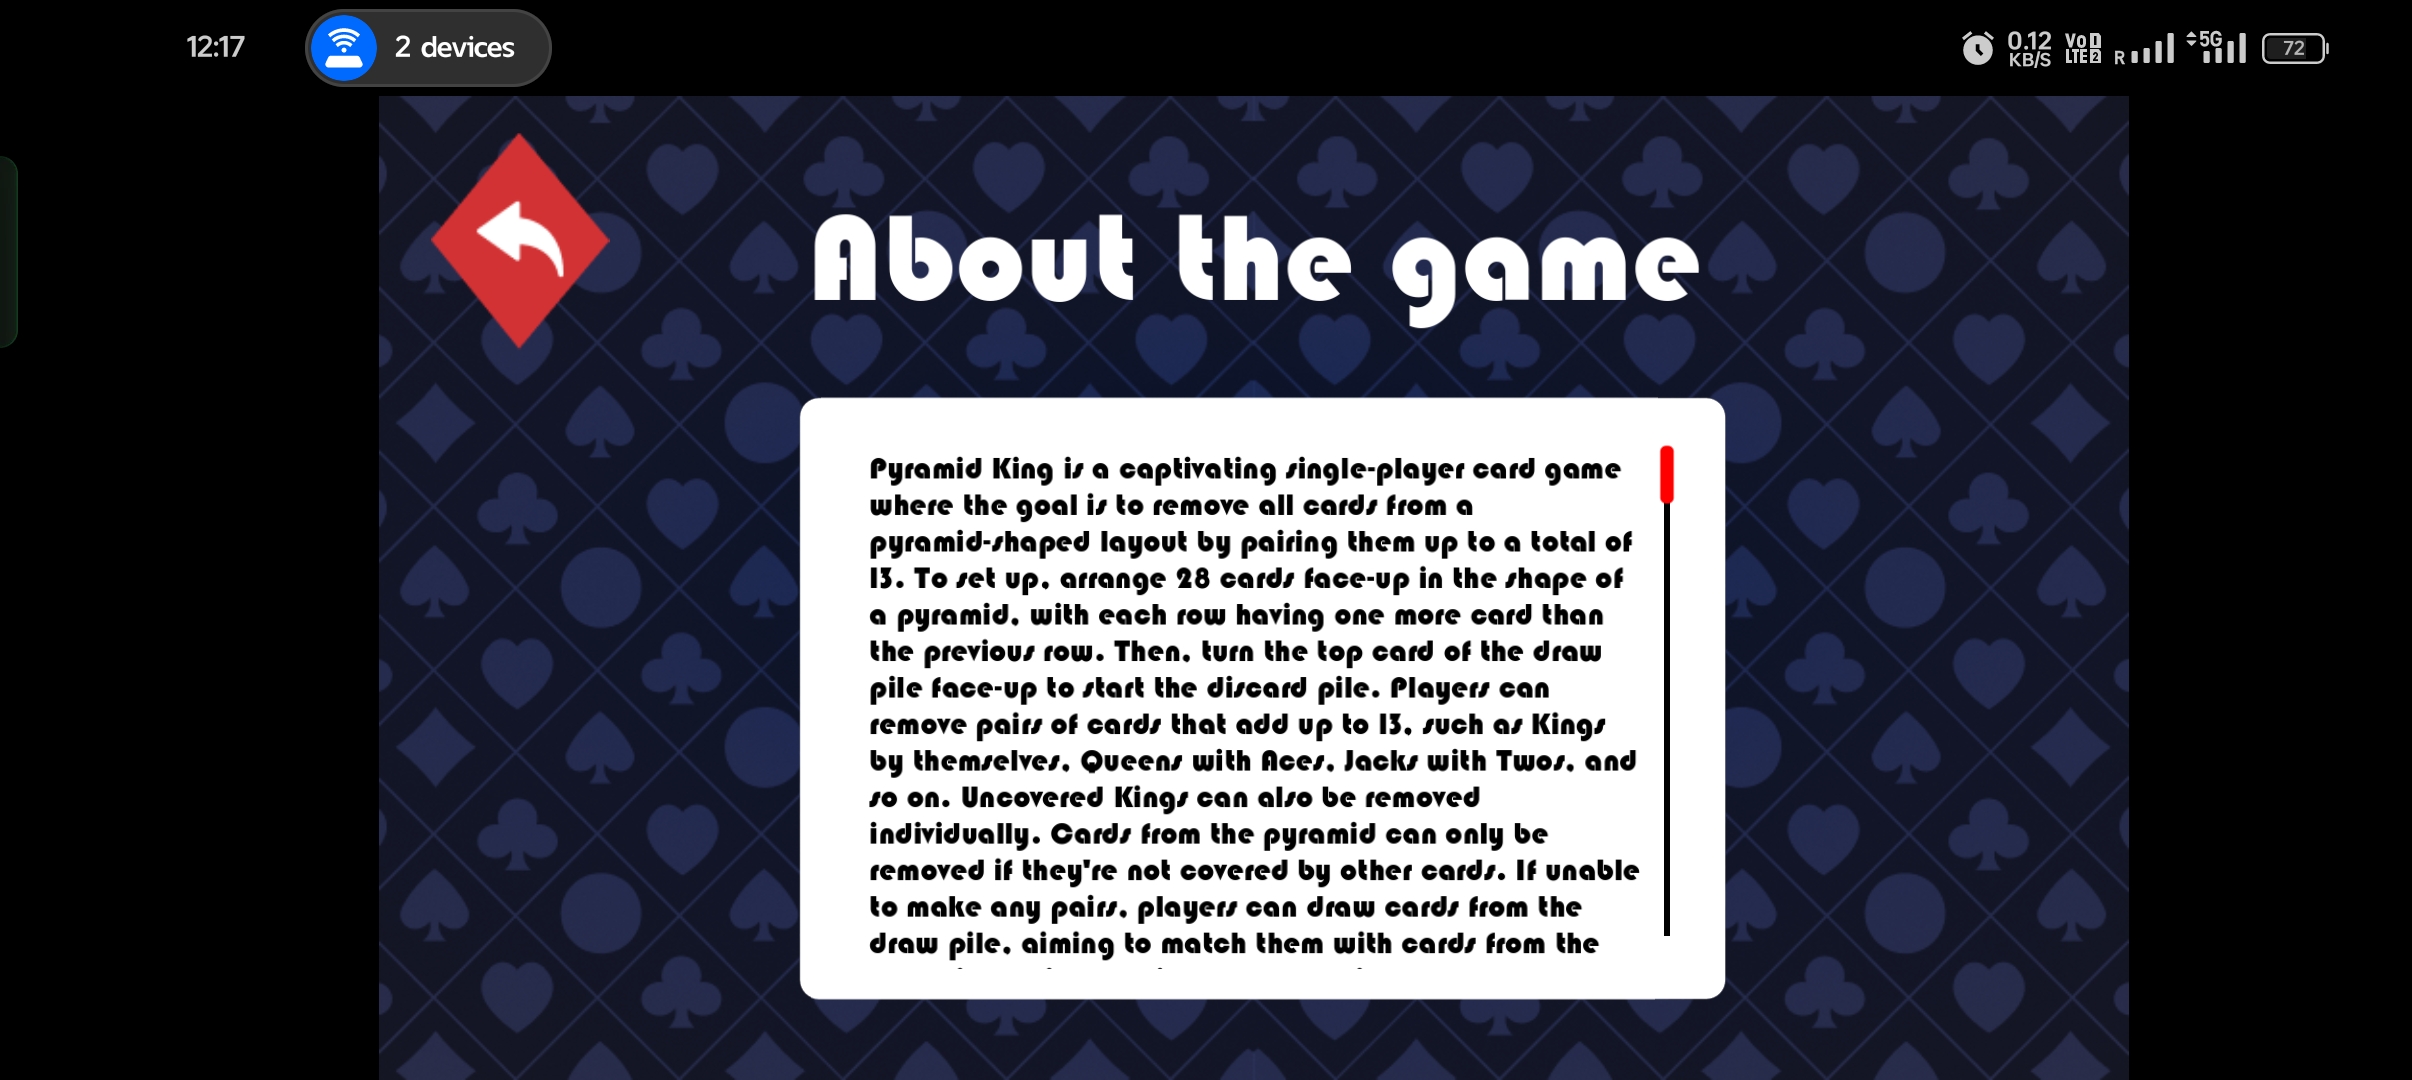 12:17
2 devices
0.12
KB/S
Vo 1
LTE 2
R
5G
72
About the game
Pyramid King is a captivating single-player card game
where the goal is to remove all cards from a
pyramid-shaped layout by pairing them up to a total of
13. To set up, arrange 28 cards face-up in the shape of
a pyramid, with each row having one more card than
the previous row. Then, turn the top card of the draw
pile face-up to start the discard pile. Players can
remove pairs of cards that add up to 13, such as Kings
by themselves, Queens with Aces, Jacks with Twos, and
so on. Uncovered Kings can also be removed
individually. Cards from the pyramid can only be
removed if they're not covered by other cards. If unable
to make any pairs, players can draw cards from the
draw pile, aiming to match them with cards from the